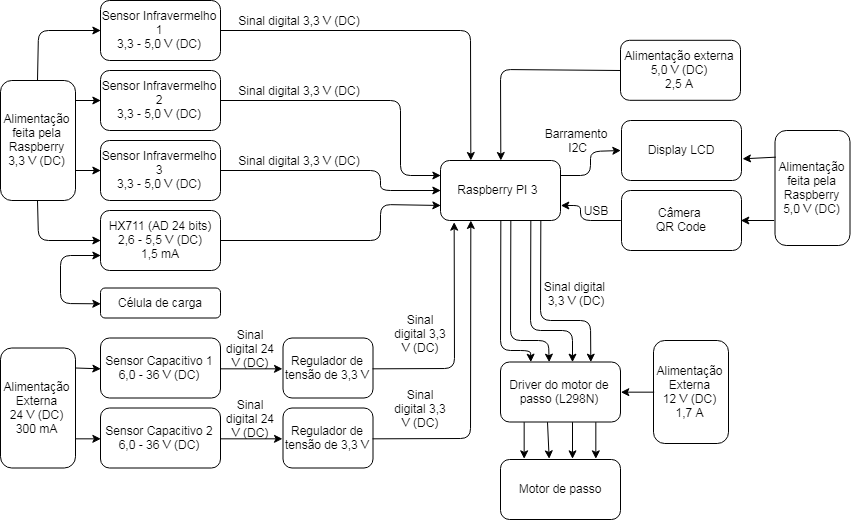 Sensor Infravermelho
1
3,3 - 5,0 V (DC)
Sinal digital 3,3 V (DC)
Alimentação externa
5,0 V (DC)
2,5 A
Sensor Infravermelho
2
3,3 - 5,0 V (DC)
Sinal digital 3,3 V (DC)
Alimentação
feita pela
Raspberry
3,3 V (DC)
Sensor Infravermelho
3
3,3 - 5,0 V (DC)
Sinal digital 3,3 V (DC)
Barramento
I2C
Display LCD
Raspberry PI 3
Alimentação
feita pela
Raspberry
5,0 V (DC)
USB
Câmera
QR Code
HX711 (AD 24 bits)
2,6 - 5,5 V (DC)
1,5 mA
Célula de carga
Sinal digital
3,3 V (DC)
Alimentação
Externa
24 V (DC)
300 mA
Sensor Capacitivo 1
6,0 - 36 V (DC)
Sinal
digital 24
V (DC)
Regulador de
tensão de 3,3 V
Sinal
digital 3,3
V (DC)
Driver do motor de
passo (L298N)
Alimentação
Externa
12 V (DC)
1,7 A
Sensor Capacitivo 2
6,0 - 36 V (DC)
Sinal
digital 24
V (DC)
Regulador de
tensão de 3,3 V
Sinal
digital 3,3
V (DC)
Motor de passo